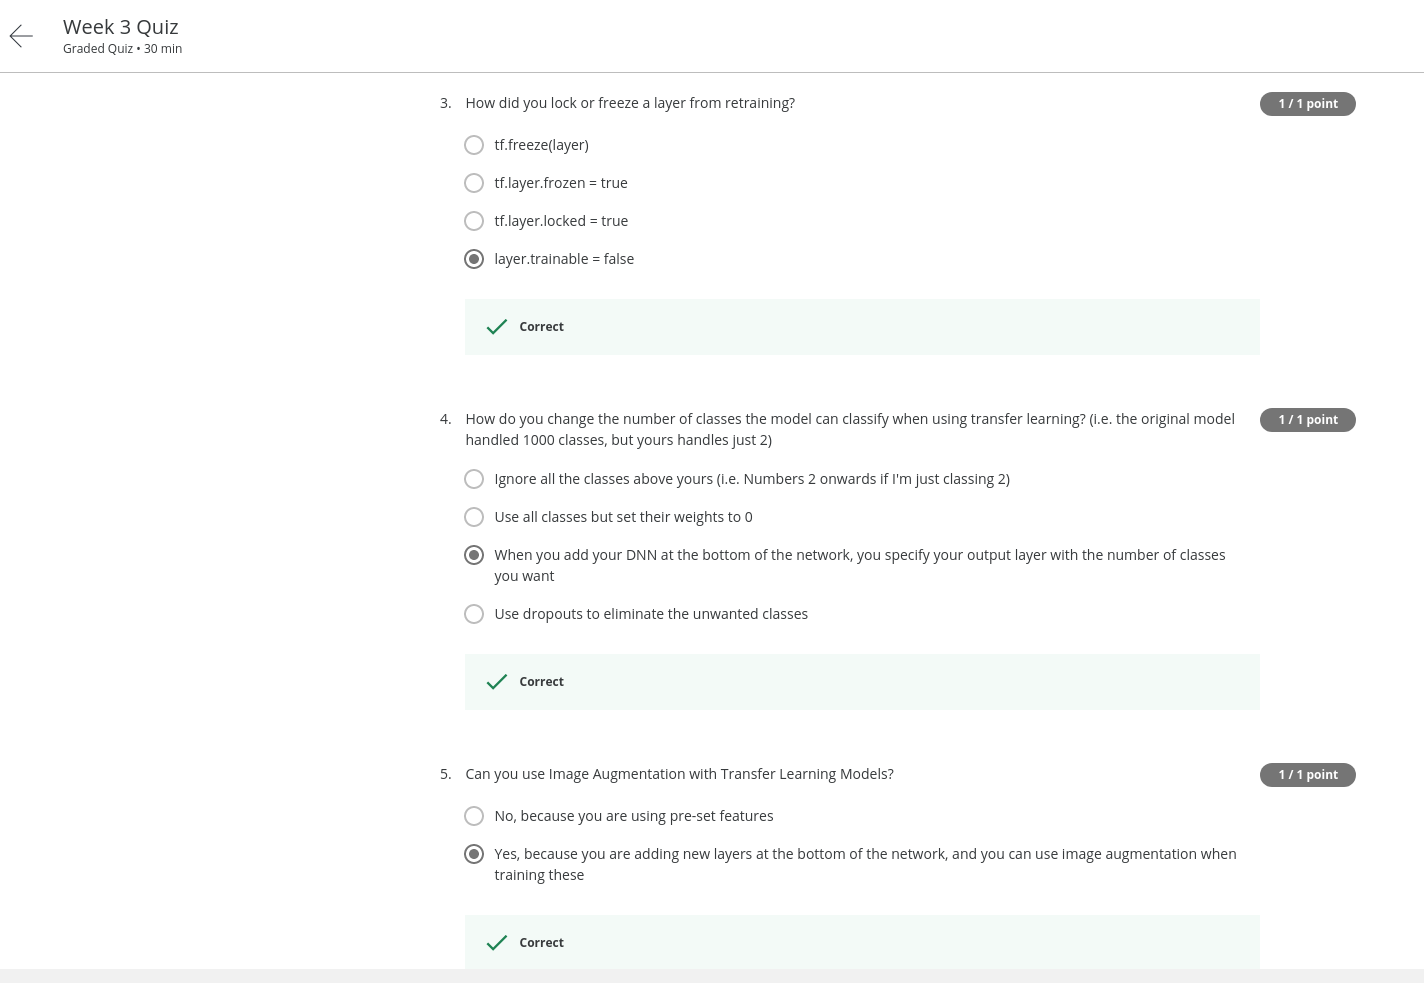 Week 3 Quiz
Graded Quiz • 30 min
3. How did you lock or freeze a layer from retraining?
1 / 1 point
tf.freeze(layer)
tf.layer.frozen = true
tf.layer.locked = true
layer.trainable = false
Correct
4. How do you change the number of classes the model can classify when using transfer learning? (i.e. the original model
handled 1000 classes, but yours handles just 2)
1 / 1 point
Ignore all the classes above yours (i.e. Numbers 2 onwards if I'm just classing 2)
Use all classes but set their weights to 0
When you add your DNN at the bottom of the network, you specify your output layer with the number of classes
you want
Use dropouts to eliminate the unwanted classes
Correct
5. Can you use Image Augmentation with Transfer Learning Models?
1 / 1 point
No, because you are using pre-set features
Yes, because you are adding new layers at the bottom of the network, and you can use image augmentation when
training these
Correct